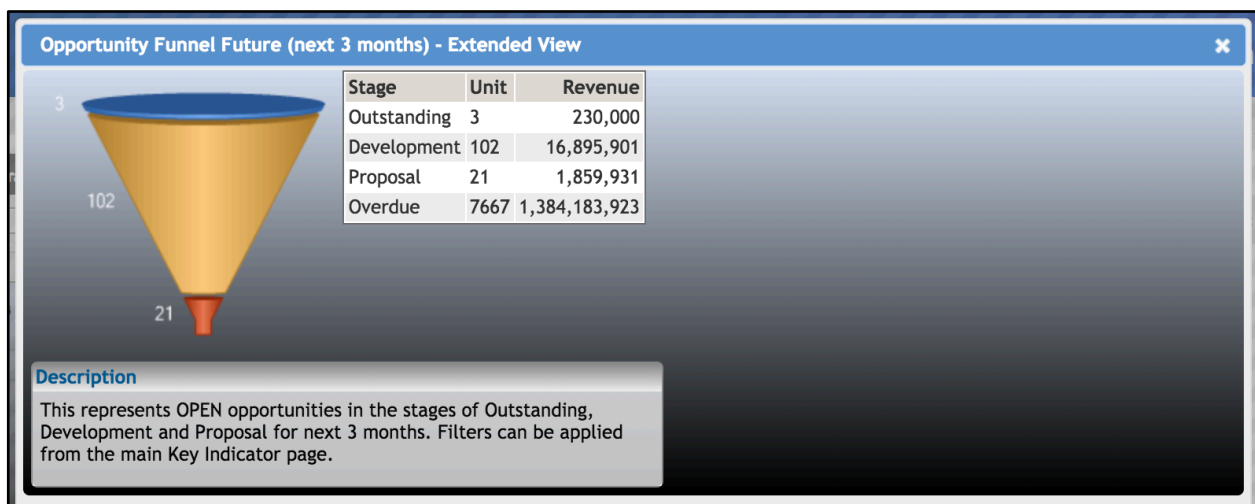 Opportunity Funnel Future (next 3 months) - Extended View
3
102
21
Stage Unit Revenue
Outstanding 3 230,000
Development 102 16,895,901
Proposal 21 1,859,931
Overdue 7667 1,384,183,923
Description
This represents OPEN opportunities in the stages of Outstanding,
Development and Proposal for next 3 months. Filters can be applied
from the main Key Indicator page.